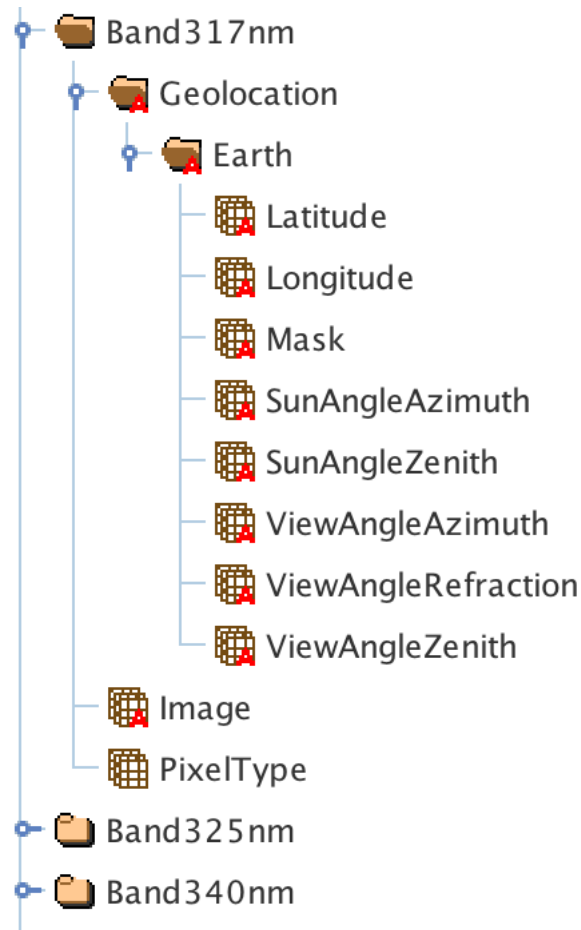 Band317nm
Geolocation
Earth
Latitude
Longitude
Mask
SunAngleAzimuth
SunAngleZenith
ViewAngleAzimuth
ViewAngleRefraction
ViewAngleZenith
Image
PixelType
Band325nm
Band340nm